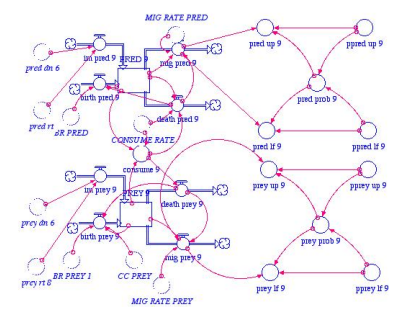 MIG RATE PRED
pred up 9
ppred up 9
im pred 9
PRED 9
mig pred 9
pred dn 6
birth pred 9
pred prob 9
pred rt
BR PRED
death pred 9
pred lf 9
ppred lf 9
CONSUME RATE
consume 9
im prey 9
PREY 9
death prey 9
prey up 9
pprey up 9
prey dn 6
birth prey 9
mig prey 9
prey prob 9
prey rt 8
BR PREY 1
CC PREY
prey lf 9
pprey lf 9
MIG RATE PREY